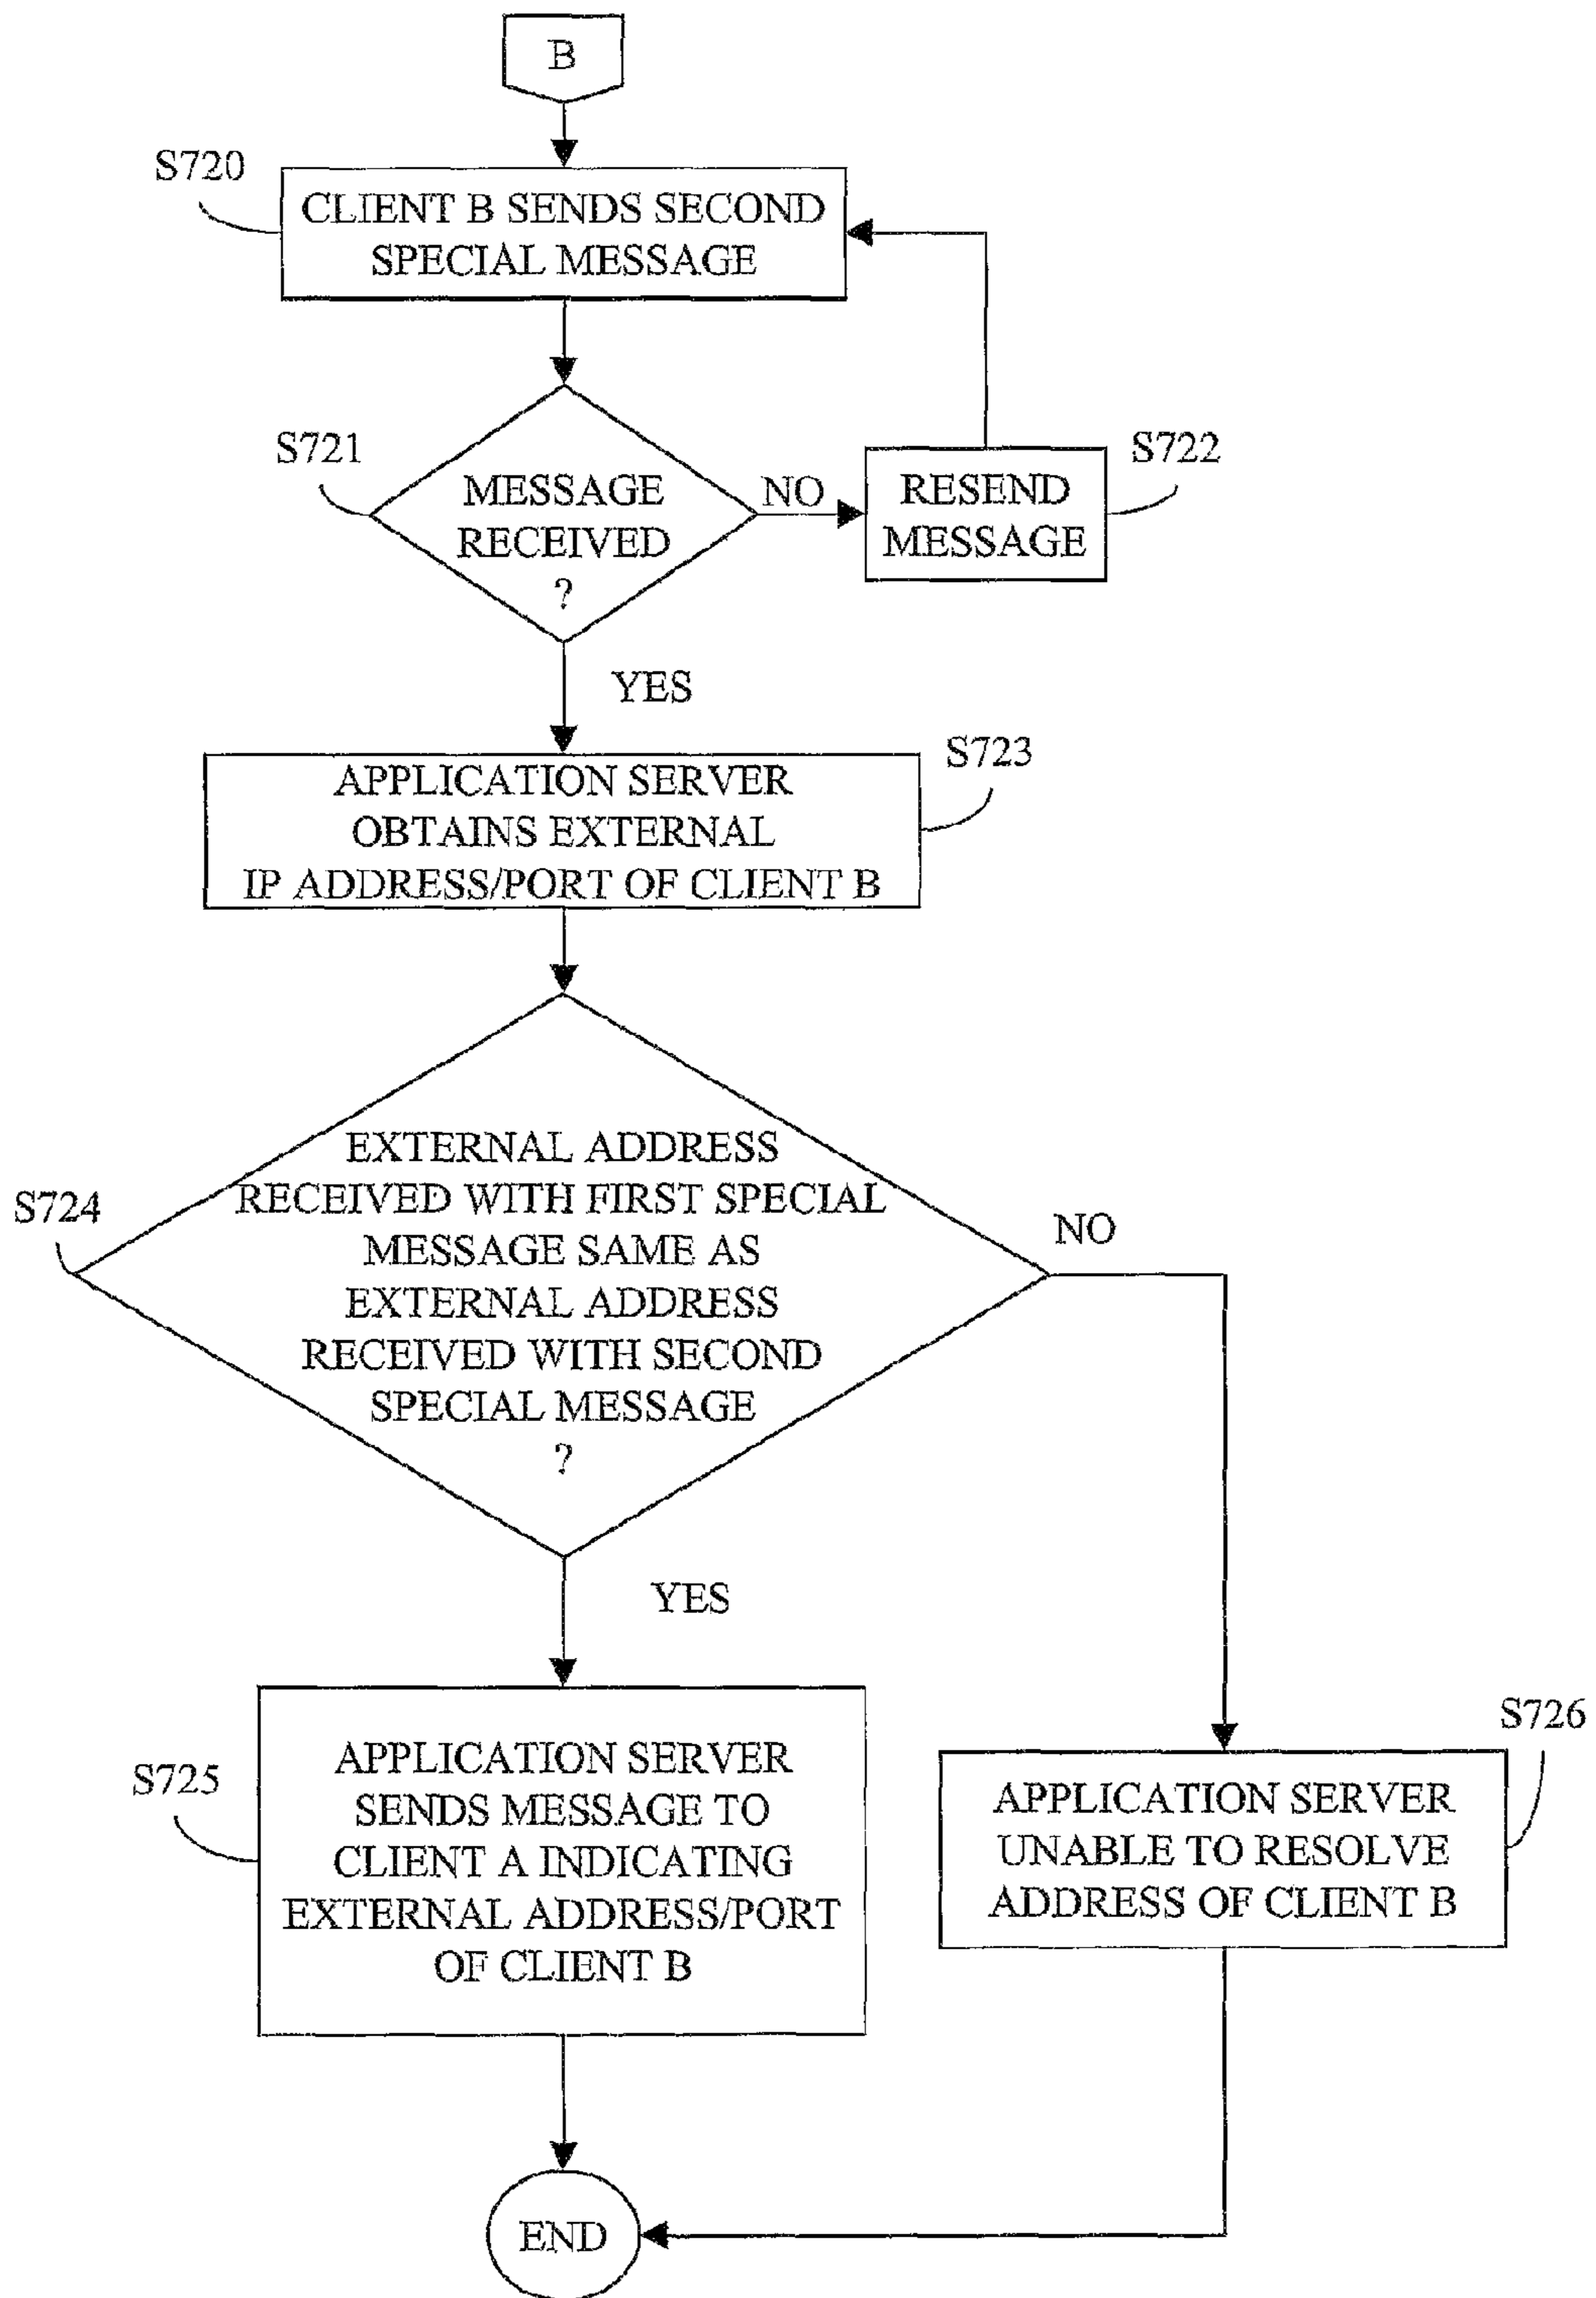 B
S720
CLIENT B SENDS SECOND
SPECIAL MESSAGE
S721
MESSAGE
RECEIVED
?
NO
RESEND
MESSAGE
S722
YES
APPLICATION SERVER
OBTAINS EXTERNAL
IP ADDRESS/PORT OF CLIENT B
S723
S724
EXTERNAL ADDRESS
RECEIVED WITH FIRST SPECIAL
MESSAGE SAME AS
EXTERNAL ADDRESS
RECEIVED WITH SECOND
SPECIAL MESSAGE
?
NO
YES
S725
APPLICATION SERVER
SENDS MESSAGE TO
CLIENT A INDICATING
EXTERNAL ADDRESS/PORT
OF CLIENT B
S726
APPLICATION SERVER
UNABLE TO RESOLVE
ADDRESS OF CLIENT B
END